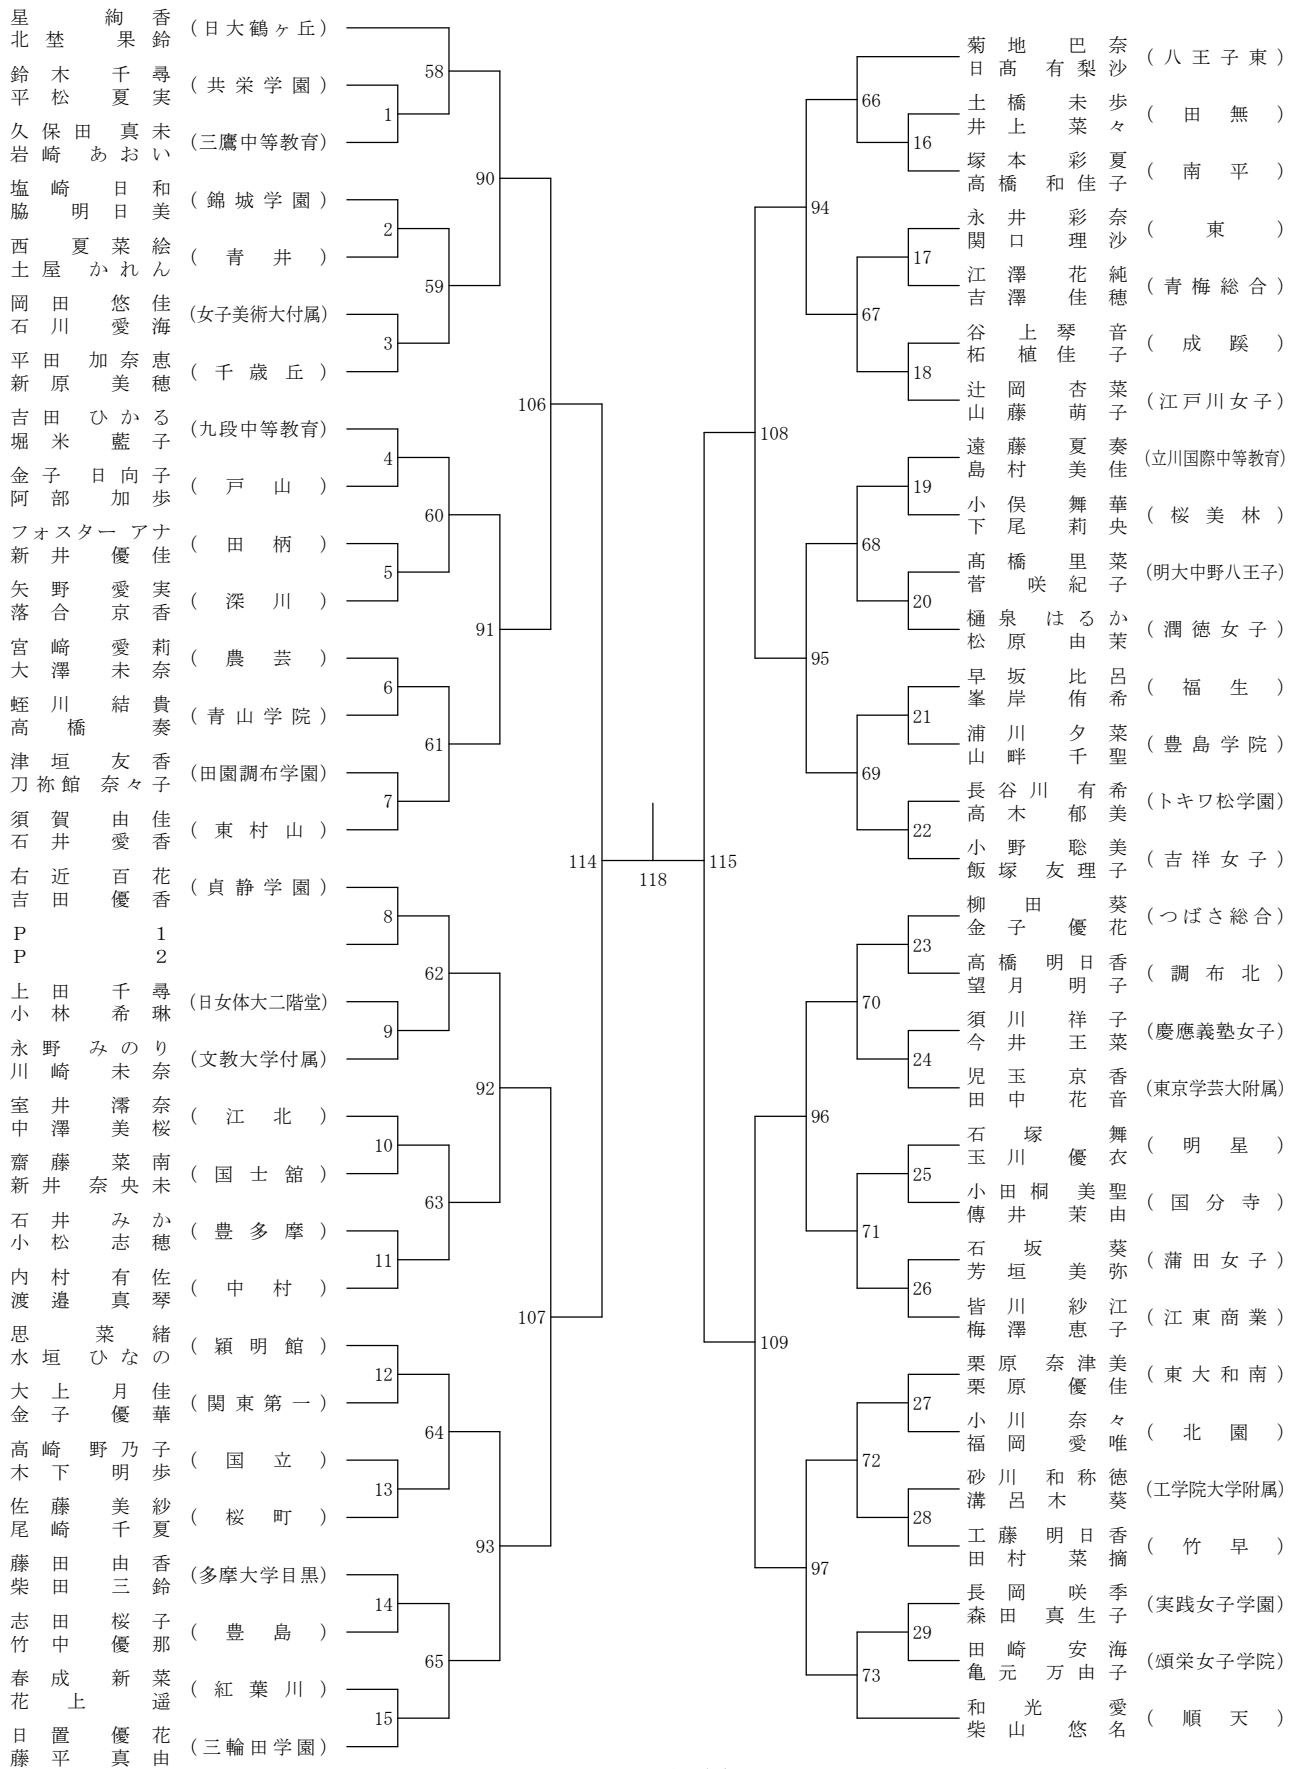 星 絢香
北埜 果鈴
(日大鶴ヶ丘)
鈴木 千尋
平松 夏実
(共栄学園)
久保田 真未
岩崎 あおい
(三鷹中等教育)
塩崎 日和
脇 明日美
(錦城学園)
西 夏菜絵
土屋 かれん
(青井)
岡田 悠佳
石川 愛海
(女子美術大付属)
平田 加奈恵
新原 美穂
(千歳丘)
吉田 ひかる
堀米 藍子
(九段中等教育)
金子 日向子
阿部 加歩
(戸山)
フォスター アナ
新井 優佳
(田柄)
矢野 愛実
落合 京香
(深川)
宮﨑 愛莉
大澤 未奈
(農芸)
蛭川 結貴
高橋 奏
(青山学院)
津垣 友香
刀祢館 奈々子
(田園調布学園)
須賀 由佳
石井 愛香
(東村山)
右近 百花
吉田 優香
(貞静学園)
P 1
P 2
上田 千尋
小林 希琳
(日女体大二階堂)
永野 みのり
川崎 未奈
(文教大学付属)
室井 澪奈
中澤 美桜
(江北)
齋藤 菜南
新井 奈央未
(国士舘)
石井 みか
小松 志穂
(豊多摩)
内村 有佐
渡邉 真琴
(中村)
思 菜緒
水垣 ひなの
(穎明館)
大上 月佳
金子 優華
(関東第一)
高崎 野乃子
木下 明歩
(国立)
佐藤 美紗
尾崎 千夏
(桜町)
藤田 由香
柴田 三鈴
(多摩大学目黒)
志田 桜子
竹中 優那
(豊島)
春成 新菜
花上 遥
(紅葉川)
日置 優花
藤平 真由
(三輪田学園)
1
2
3
4
5
6
7
8
9
10
11
12
13
14
15
58
59
60
61
62
63
64
65
90
91
92
93
106
107
114
118
115
108
109
94
95
96
97
66
67
68
69
70
71
72
73
16
17
18
19
20
21
22
23
24
25
26
27
28
29
菊地 巴奈
日髙 有梨沙
(八王子東)
土橋 未歩
井上 菜々
(田無)
塚本 彩夏
高橋 和佳子
(南平)
永井 彩奈
関口 理沙
(東)
江澤 花純
吉澤 佳穂
(青梅総合)
谷上 琴音
柘植 佳子
(成蹊)
辻岡 杏菜
山藤 萌子
(江戸川女子)
遠藤 夏奏
島村 美佳
(立川国際中等教育)
小俣 舞華
下尾 莉央
(桜美林)
髙橋 里菜
菅 咲紀子
(明大中野八王子)
樋泉 はるか
松原 由茉
(潤徳女子)
早坂 比呂
峯岸 侑希
(福生)
浦川 夕菜
山畔 千聖
(豊島学院)
長谷川 有希
高木 郁美
(トキワ松学園)
小野 聡美
飯塚 友理子
(吉祥女子)
柳田 葵
金子 優花
(つばさ総合)
高橋 明日香
望月 明子
(調布北)
須川 祥子
今井 王菜
(慶應義塾女子)
児玉 京香
田中 花音
(東京学芸大附属)
石塚 舞
玉川 優衣
(明星)
小田桐 美聖
傳井 茉由
(国分寺)
石坂 葵
芳垣 美弥
(蒲田女子)
皆川 紗江
梅澤 恵子
(江東商業)
栗原 奈津美
栗原 優佳
(東大和南)
小川 奈々
福岡 愛唯
(北園)
砂川 和称徳
溝呂木 葵
(工学院大学附属)
工藤 明日香
田村 菜摘
(竹早)
長岡 咲季
森田 真生子
(実践女子学園)
田崎 安海
亀元 万由子
(頌栄女子学院)
和光 愛
柴山 悠名
(順天)